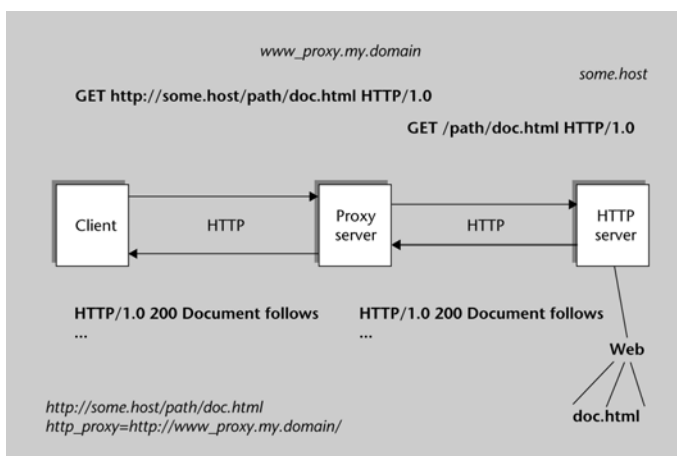 www_proxy.my.domain
some.host
GET http://some.host/path/doc.html HTTP/1.0
GET /path/doc.html HTTP/1.0
Client
HTTP
Proxy
server
HTTP
HTTP
server
HTTP/1.0 200 Document follows
...
HTTP/1.0 200 Document follows
...
Web
doc.html
http://some.host/path/doc.html
http_proxy=http://www_proxy.my.domain/